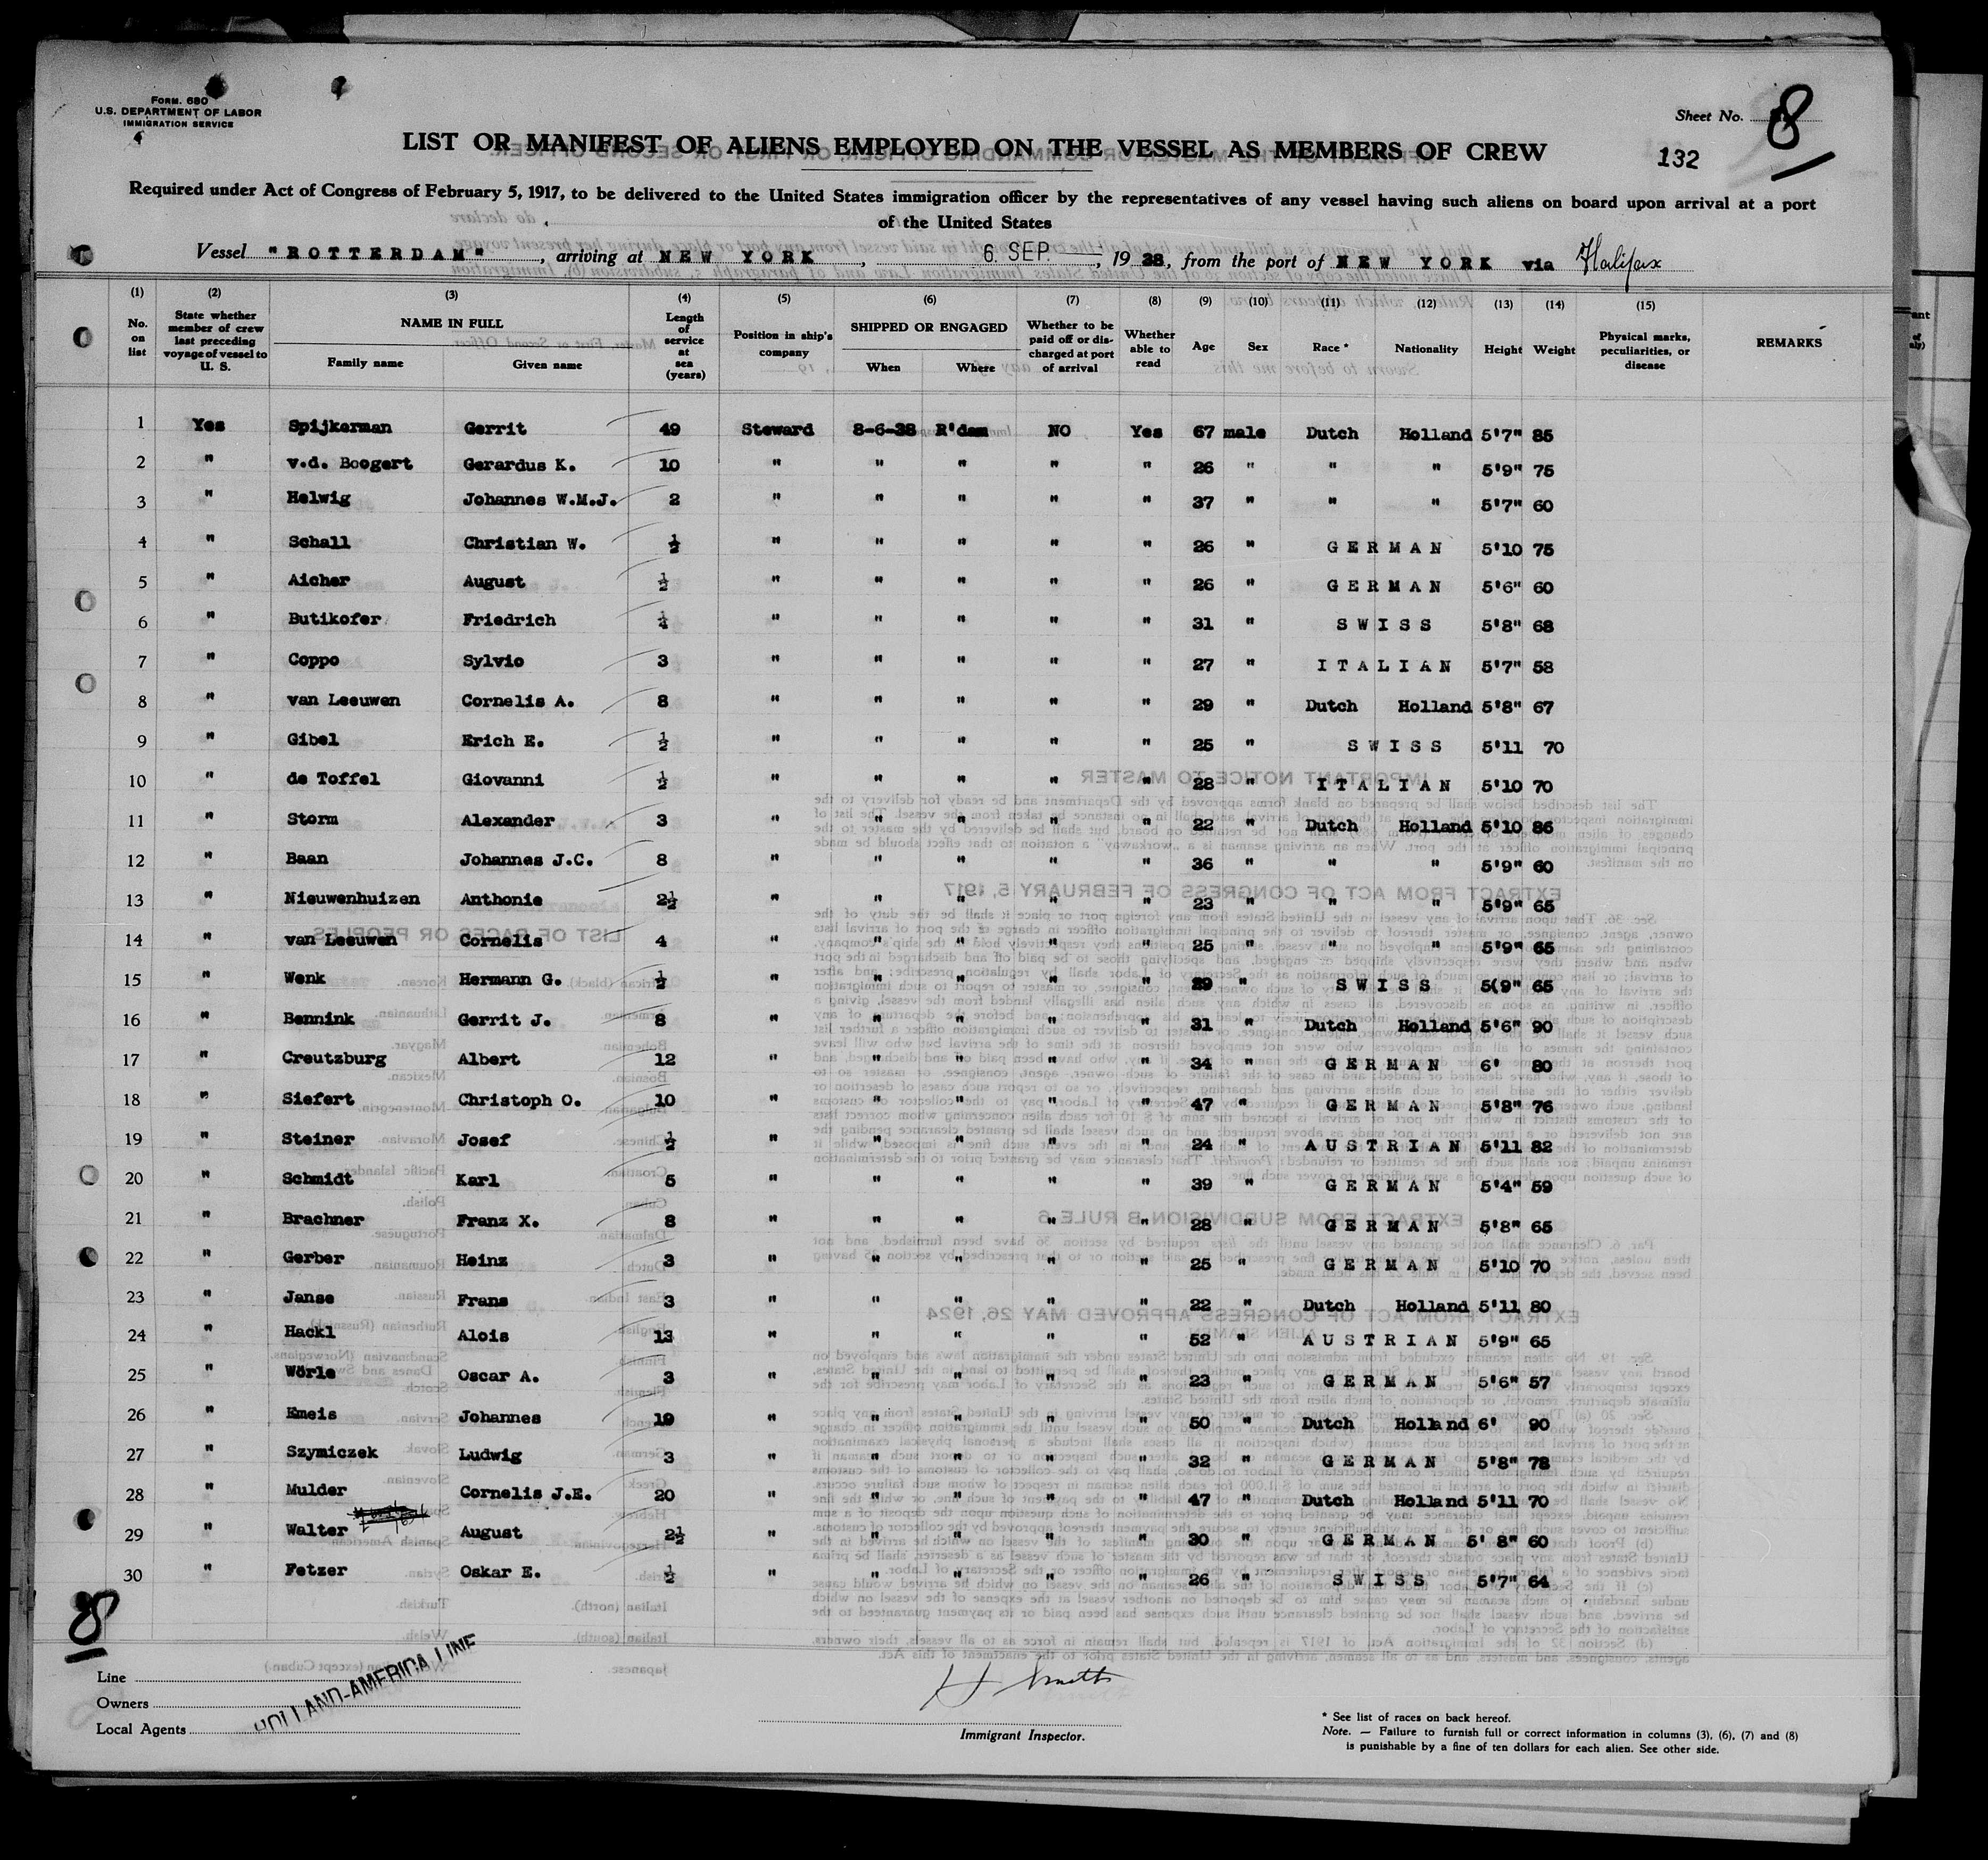 FORM. 680
U.S. DEPARTMENT OF LABOR
IMMIGRATION SERVICE
Sheet No. 8
132
LIST OR MANIFEST OF ALIENS EMPLOYED ON THE VESSEL AS MEMBERS OF CREW
Required under Act of Congress of February 5, 1917, to be delivered to the United States immigration officer by the representatives of any vessel having such aliens on board upon arrival at a port
of the United States
Vessel "ROTTERDAM", arriving at NEW YORK, 6. SEP., 1938, from the port of NEW YORK via Halifax
(1) (2) (3) (4) (5) (6) (7) (8) (9) (10) (11) (12) (13) (14) (15)
No. on list | State whether member of crew last preceding voyage of vessel to U. S. | NAME IN FULL Family name Given name | Length of service at sea (years) | Position in ship's company | SHIPPED OR ENGAGED When Where | Whether to be paid off or discharged at port of arrival | Whether able to read | Age | Sex | Race * | Nationality | Height | Weight | Physical marks, peculiarities, or disease | REMARKS
1 Yes Spijkerman Gerrit 49 Steward 8-6-38 R'dam NO Yes 67 male Dutch Holland 5'7" 85
2 " v.d. Boogert Gerardus K. 10 " " " " " 26 " " " 5'9" 75
3 " Helwig Johannes W.M.J. 2 " " " " " 37 " " " 5'7" 60
4 " Schall Christian W. ½ " " " " " 26 " GERMAN 5'10 75
5 " Aicher August ½ " " " " " 26 " GERMAN 5'6" 60
6 " Butikofer Friedrich ¼ " " " " " 31 " SWISS 5'8" 68
7 " Coppo Sylvio 3 " " " " " 27 " ITALIAN 5'7" 58
8 " van Leeuwen Cornelis A. 8 " " " " " 29 " Dutch Holland 5'8" 67
9 " Gibel Erich E. ½ " " " " " 25 " SWISS 5'11 70
10 " de Toffel Giovanni ½ " " " " " 28 " ITALIAN 5'10 70
11 " Storm Alexander 3 " " " " " 22 " Dutch Holland 5'10 86
12 " Baan Johannes J.C. 8 " " " " " 36 " " " 5'9" 60
13 " Nieuwenhuizen Anthonie 2½ " " " " " 23 " " " 5'9" 65
14 " van Leeuwen Cornelis 4 " " " " " 25 " " " 5'9" 65
15 " Wenk Hermann G. ½ " " " " " 29 " SWISS 5(9" 65
16 " Bennink Gerrit J. 8 " " " " " 31 " Dutch Holland 5'6" 90
17 " Creutzburg Albert 12 " " " " " 34 " GERMAN 6' 80
18 " Siefert Christoph O. 10 " " " " " 47 " GERMAN 5'8" 76
19 " Steiner Josef ½ " " " " " 24 " AUSTRIAN 5'11 82
20 " Schmidt Karl 5 " " " " " 39 " GERMAN 5'4" 59
21 " Brachner Franz X. 8 " " " " " 28 " GERMAN 5'8" 65
22 " Gerber Heinz 3 " " " " " 25 " GERMAN 5'10 70
23 " Janse Frans 3 " " " " " 22 " Dutch Holland 5'11 80
24 " Hackl Alois 13 " " " " " 52 " AUSTRIAN 5'9" 65
25 " Wörle Oscar A. 3 " " " " " 23 " GERMAN 5'6" 57
26 " Emeis Johannes 19 " " " " " 50 " Dutch Holland 6' 90
27 " Szymiczek Ludwig 3 " " " " " 32 " GERMAN 5'8" 78
28 " Mulder Cornelis J.E. 20 " " " " " 47 " Dutch Holland 5'11 70
29 " Walter August 2½ " " " " " 30 " GERMAN 5' 8" 60
30 " Fetzer Oskar E. ½ " " " " " 26 " SWISS 5'7" 64
Line
Owners
Local Agents
HOLLAND-AMERICA LINE
Immigrant Inspector.
* See list of races on back hereof.
Note. — Failure to furnish full or correct information in columns (3), (6), (7) and (8)
is punishable by a fine of ten dollars for each alien. See other side.